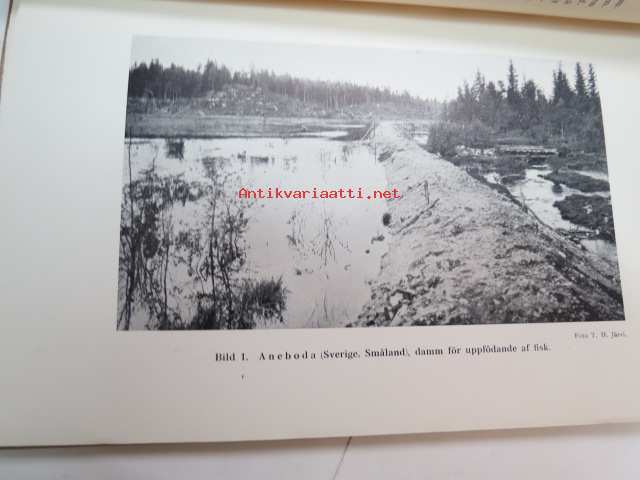 Antikvariaatti.net
Foto T. H. Järvi.
Bild 1. Aneboda (Sverige, Småland), damm för uppfödande af fisk.